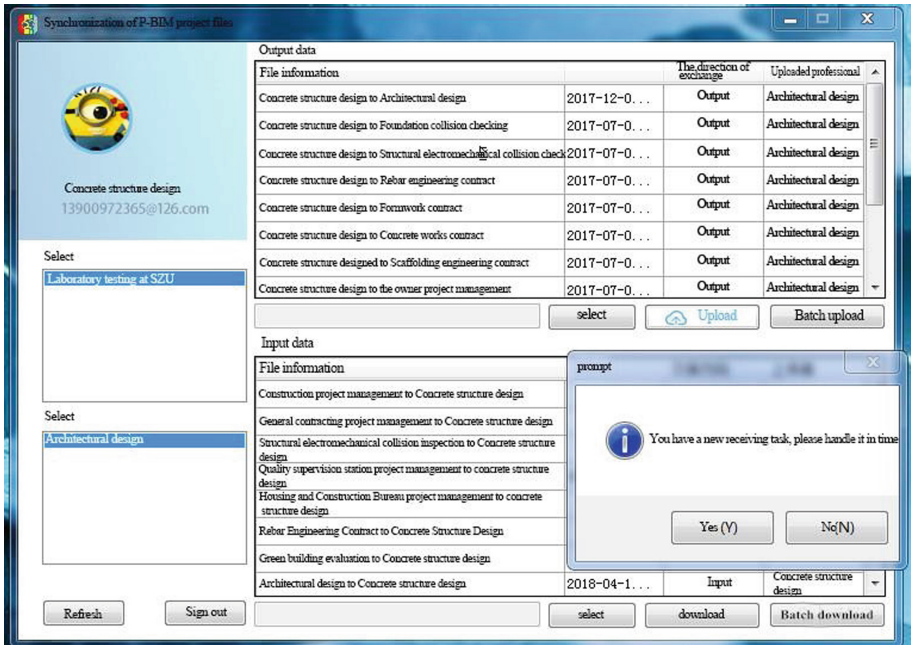 Synchronization of P-BIM project files
Concrete structure design
13900972365@126.com
Select
Laboratory testing at SZU
Select
Architectural design
Refresh
Sign out
Output data
File information The direction of exchange Uploaded professional
Concrete structure design to Architectural design 2017-12-0... Output Architectural design
Concrete structure design to Foundation collision checking 2017-07-0... Output Architectural design
Concrete structure design to Structural electromechanical collision check 2017-07-0... Output Architectural design
Concrete structure design to Rebar engineering contract 2017-07-0... Output Architectural design
Concrete structure design to Formwork contract 2017-07-0... Output Architectural design
Concrete structure design to Concrete works contract 2017-07-0... Output Architectural design
Concrete structure designed to Scaffolding engineering contract 2017-07-0... Output Architectural design
Concrete structure design to the owner project management 2017-07-0... Output Architectural design
select Upload Batch upload
Input data
File information
Construction project management to Concrete structure design
General contracting project management to Concrete structure design
Structural electromechanical collision inspection to Concrete structure
design
Quality supervision station project management to concrete structure
design
Housing and Construction Bureau project management to concrete
structure design
Rebar Engineering Contract to Concrete Structure Design
Green building evaluation to Concrete structure design
Architectural design to Concrete structure design 2018-04-1... Input Concrete structure design
select download Batch download
prompt
You have a new receiving task, please handle it in time
Yes (Y) No(N)